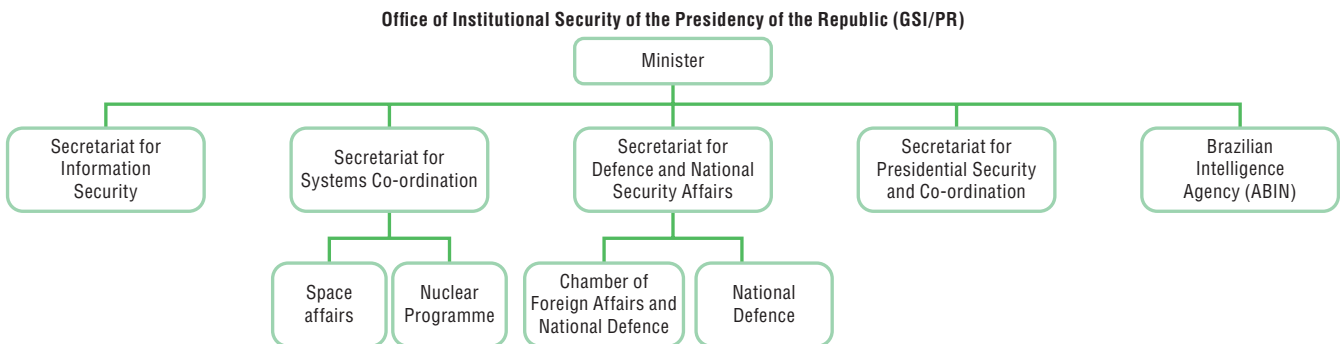 Office of Institutional Security of the Presidency of the Republic (GSI/PR)
Minister
Secretariat for
Information
Security
Secretariat for
Systems Co-ordination
Secretariat for
Defence and National
Security Affairs
Secretariat for
Presidential Security
and Co-ordination
Brazilian
Intelligence
Agency (ABIN)
Space
affairs
Nuclear
Programme
Chamber of
Foreign Affairs and
National Defence
National
Defence